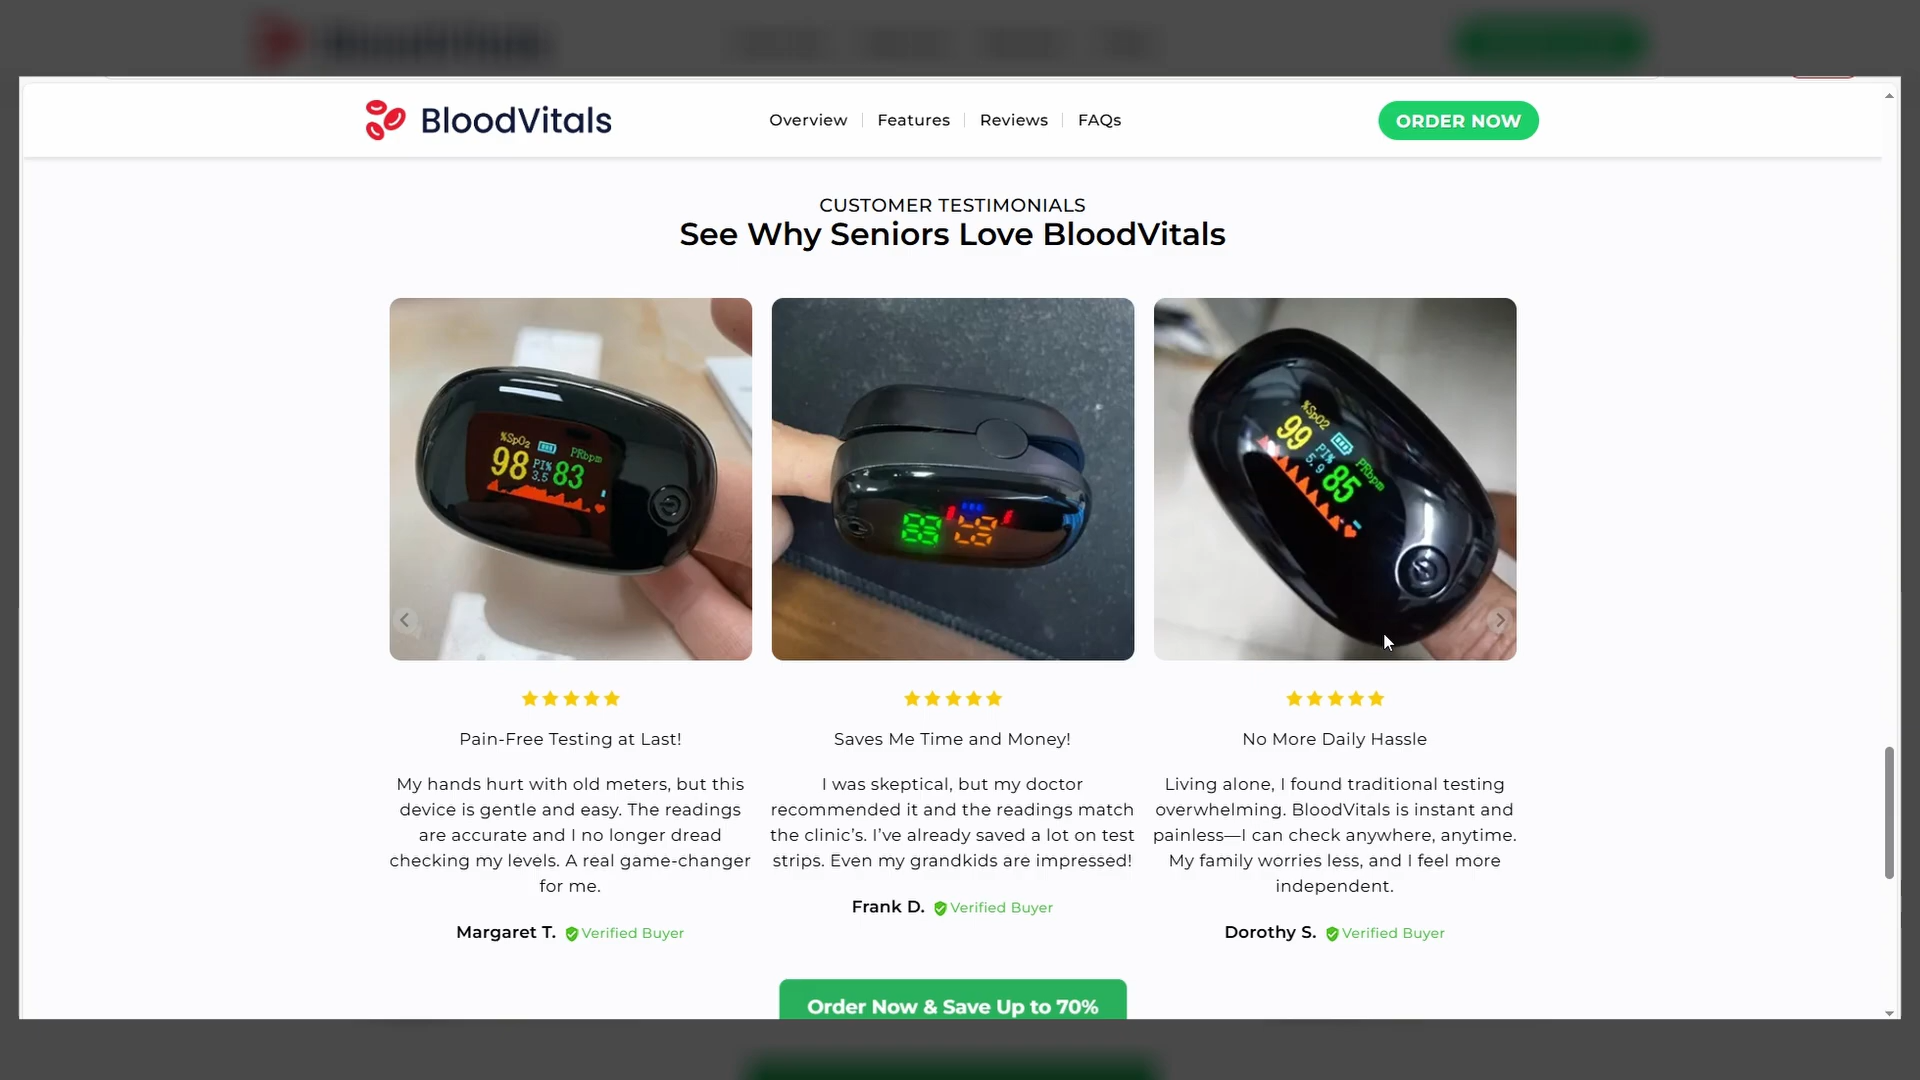 BloodVitals
Overview
Features
Reviews
FAQs
ORDER NOW
CUSTOMER TESTIMONIALS
See Why Seniors Love BloodVitals
%SpO2
PRbpm
98
PI%
3.5
83
%SpO2
99
PI%
5.9
PRbpm
85
Pain-Free Testing at Last!
My hands hurt with old meters, but this
device is gentle and easy. The readings
are accurate and I no longer dread
checking my levels. A real game-changer
for me.
Margaret T.
Verified Buyer
Saves Me Time and Money!
I was skeptical, but my doctor
recommended it and the readings match
the clinic’s. I’ve already saved a lot on test
strips. Even my grandkids are impressed!
Frank D.
Verified Buyer
No More Daily Hassle
Living alone, I found traditional testing
overwhelming. BloodVitals is instant and
painless—I can check anywhere, anytime.
My family worries less, and I feel more
independent.
Dorothy S.
Verified Buyer
Order Now & Save Up to 70%